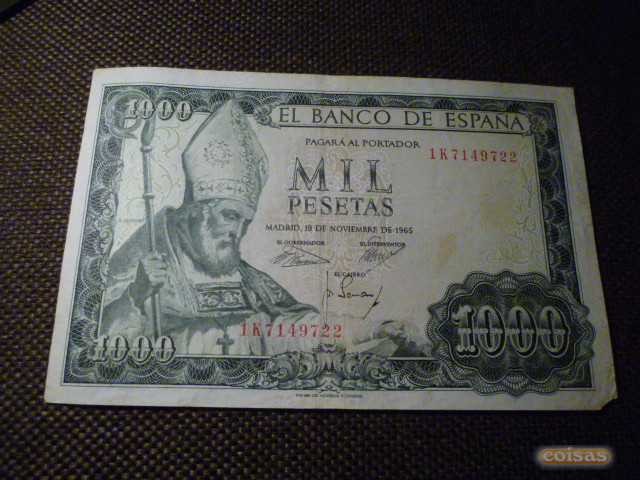 1000
EL BANCO DE ESPAÑA
PAGARÁ AL PORTADOR
1K7149722
MIL
PESETAS
MADRID, 19 DE NOVIEMBRE DE 1965
EL GOBERNADOR EL INTERVENTOR
EL CAJERO
1K7149722
1000 1000
coisas